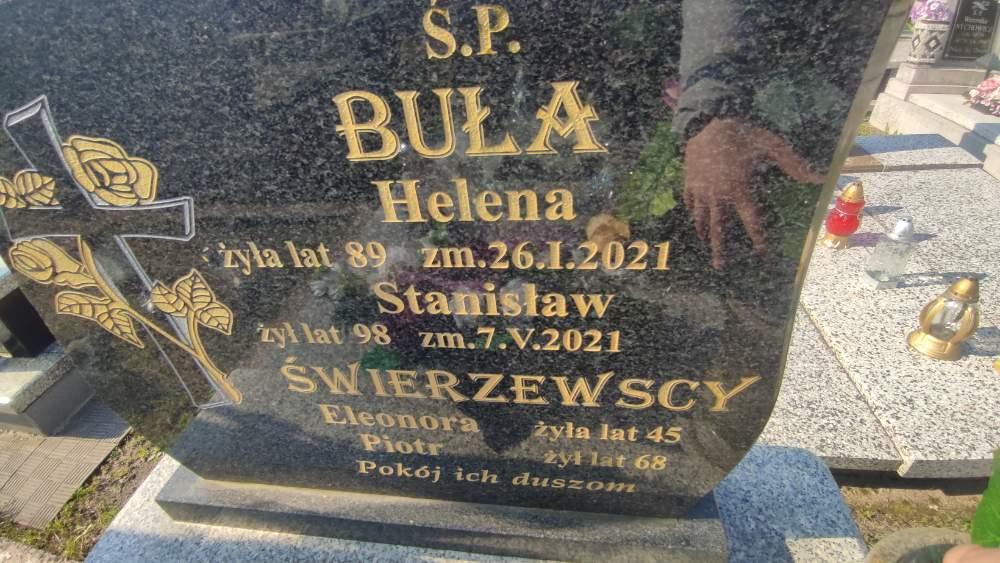 Ś.P.
BUŁA
Helena
żyła lat 89 zm.26.I.2021
Stanisław
żył lat 98 zm.7.V.2021
ŚWIERZEWSCY
Eleonora żyła lat 45
Piotr żył lat 68
Pokój ich duszom